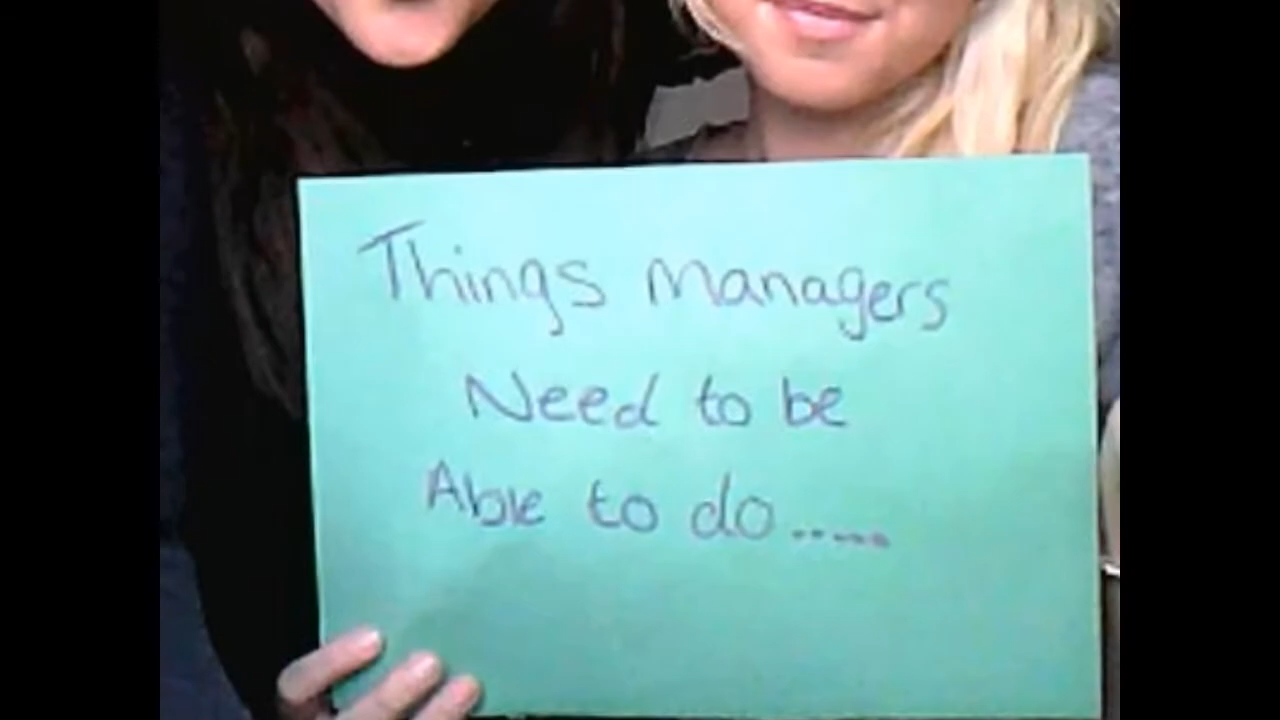 Things managers
Need to be
Able to do.....